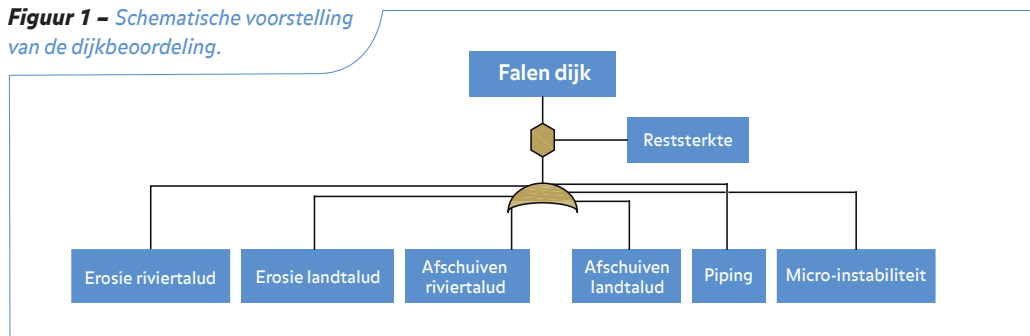 Figuur 1 – Schematische voorstelling
van de dijkbeoordeling.
Falen dijk
Reststerkte
Erosie riviertalud
Erosie landtalud
Afschuiven
riviertalud
Afschuiven
landtalud
Piping
Micro-instabiliteit